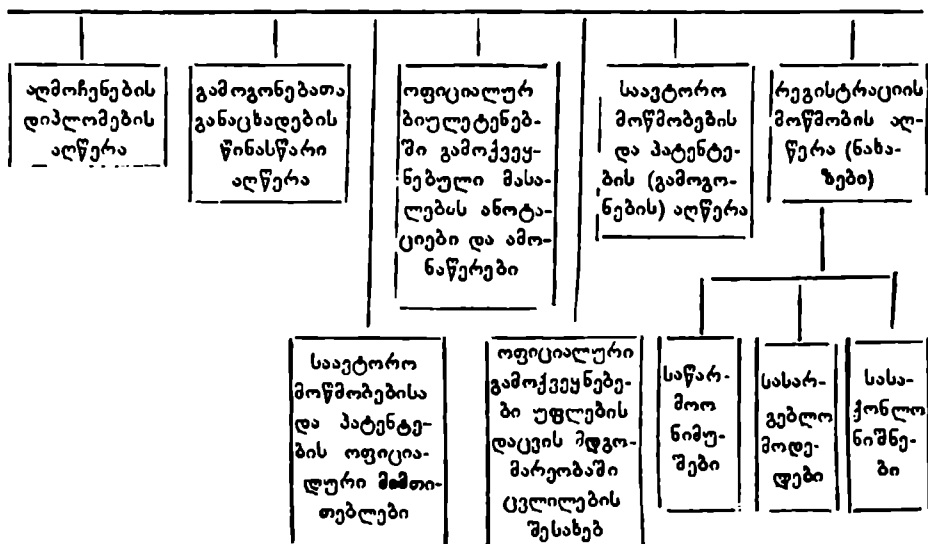 აღმოჩენების
დიპლომების
აღწერა
გამოგონებათა
განაცხადების
წინასწარი
აღწერა
ოფიციალურ
ბიულეტენებ-
ში გამოქვეყ-
ნებული მასა-
ლების ანოტა-
ციები და ამო-
ნაწერები
საავტორო
მოწმობების
და პატენტე-
ბის (გამოგო-
ნების) აღწერა
რეგისტრაციის
მოწმობის აღ-
წერა (ნახა-
ზები)
საავტორო
მოწმობებისა
და პატენტე-
ბის ოფიცია-
ლური მიმთი-
თებლები
ოფიციალური
გამოქვეყნებე-
ბი უფლების
დაცვის მდგო-
მარეობაში
ცვლილების
შესახებ
საწარ-
მოო
ნიმუ-
შები
სასარ-
გებლო
მოდე-
ლები
სასა-
ქონლო
ნიშნე-
ბი